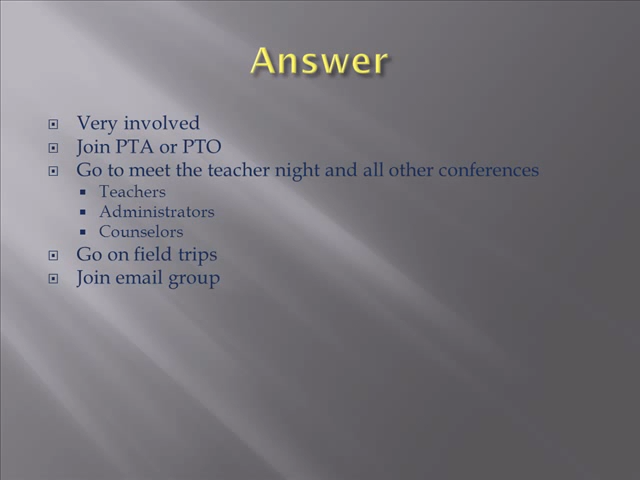 Answer
Very involved
Join PTA or PTO
Go to meet the teacher night and all other conferences
Teachers
Administrators
Counselors
Go on field trips
Join email group